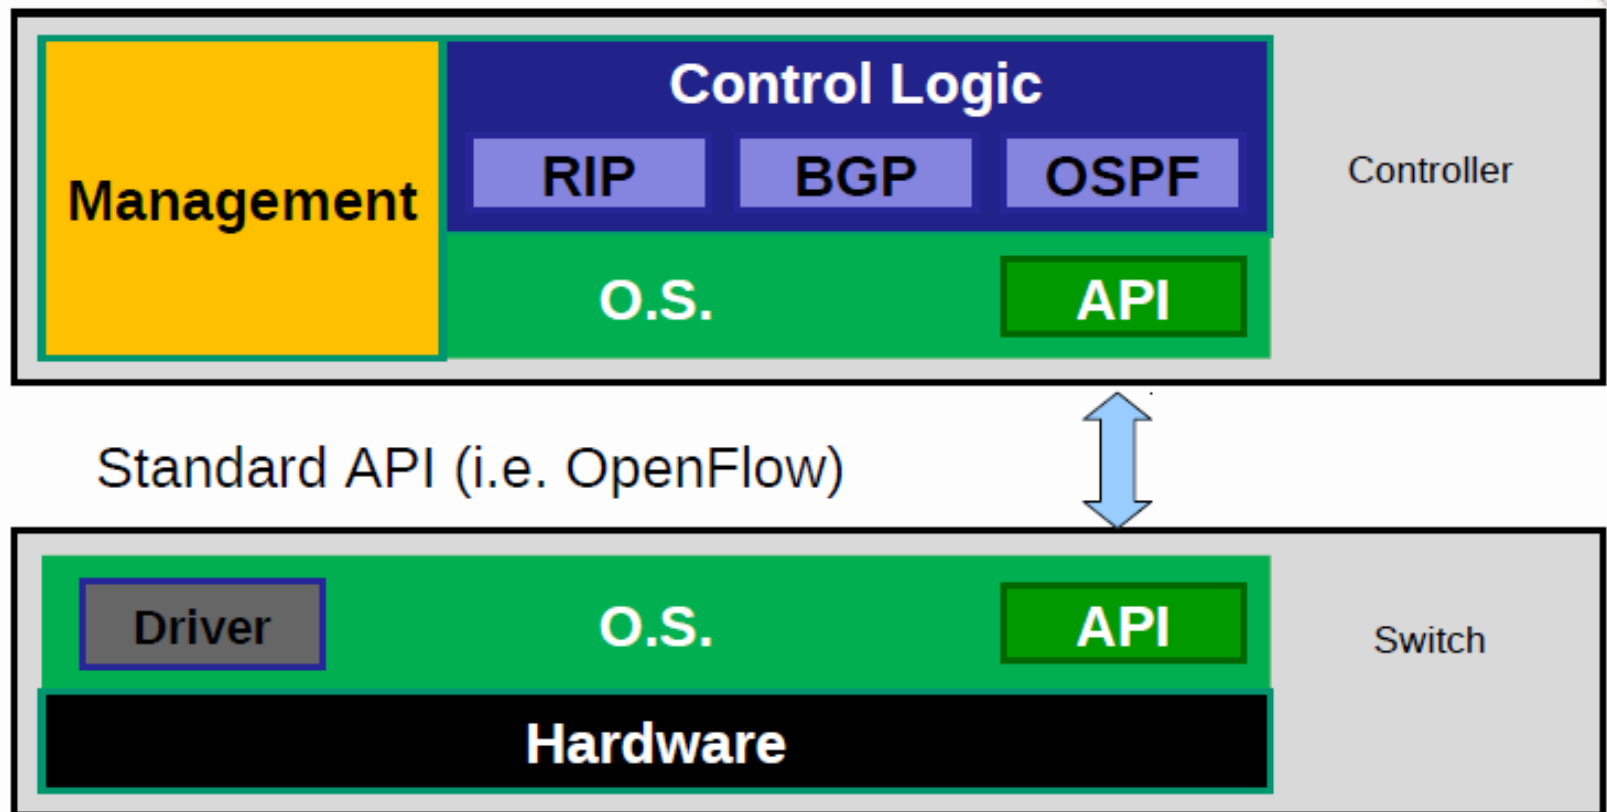 Control Logic
Management
RIP BGP OSPF
Controller
O.S. API
Standard API (i.e. OpenFlow)
Driver O.S. API
Switch
Hardware